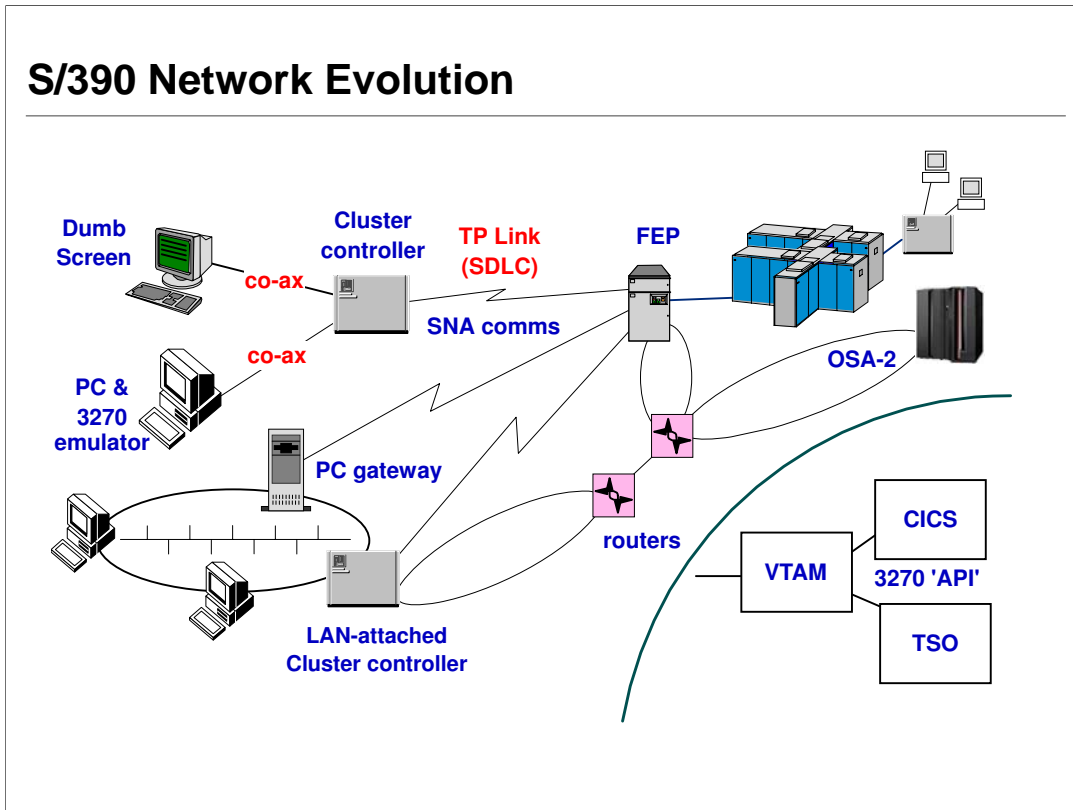 S/390 Network Evolution
Dumb
Screen
co-ax
Cluster
controller
TP Link
(SDLC)
SNA comms
FEP
co-ax
OSA-2
PC &
3270
emulator
PC gateway
routers
LAN-attached
Cluster controller
VTAM
CICS
3270 'API'
TSO